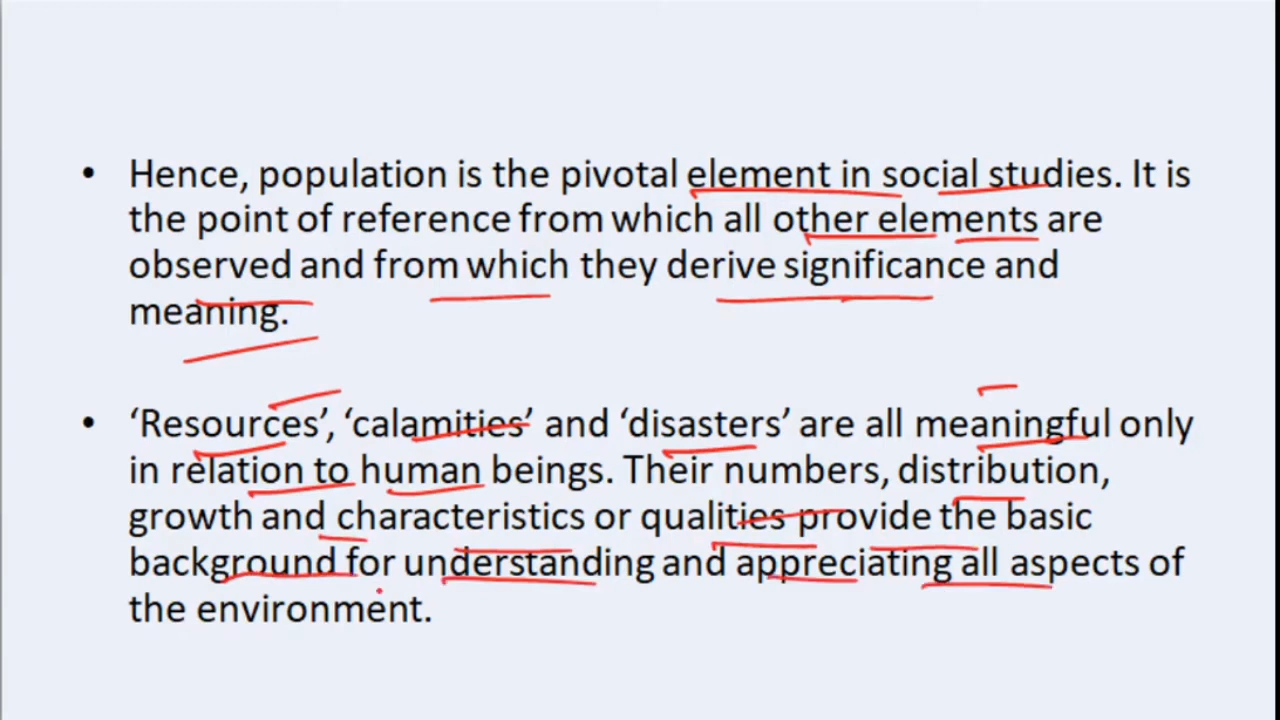 • Hence, population is the pivotal element in social studies. It is
the point of reference from which all other elements are
observed and from which they derive significance and
meaning.
• ‘Resources’, ‘calamities’ and ‘disasters’ are all meaningful only
in relation to human beings. Their numbers, distribution,
growth and characteristics or qualities provide the basic
background for understanding and appreciating all aspects of
the environment.